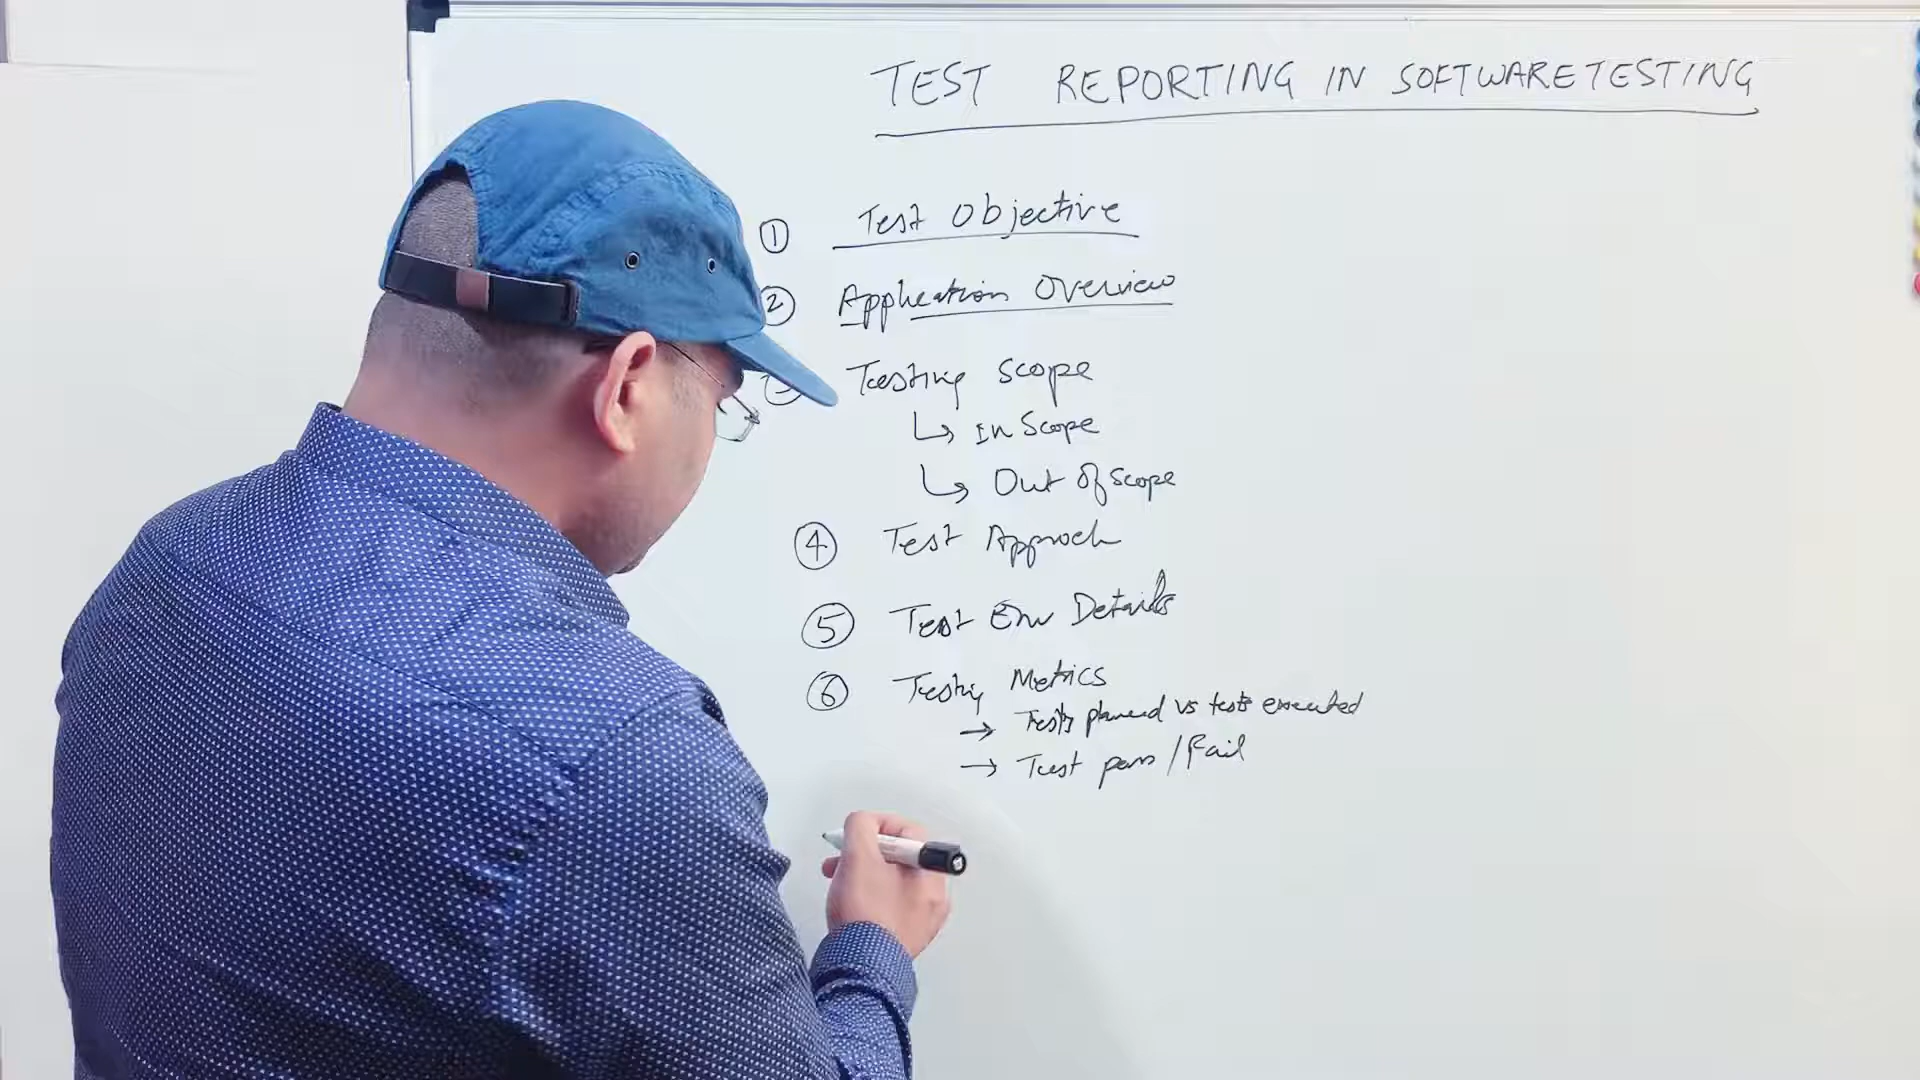 TEST REPORTING IN SOFTWARE TESTING
① Test Objective
② Application Overview
Testing Scope
↳ In Scope
↳ Out Of Scope
④ Test Approch
⑤ Test Env Details
⑥ Testing Metrics
→ Tests planned vs tests executed
→ Test pass / Fail